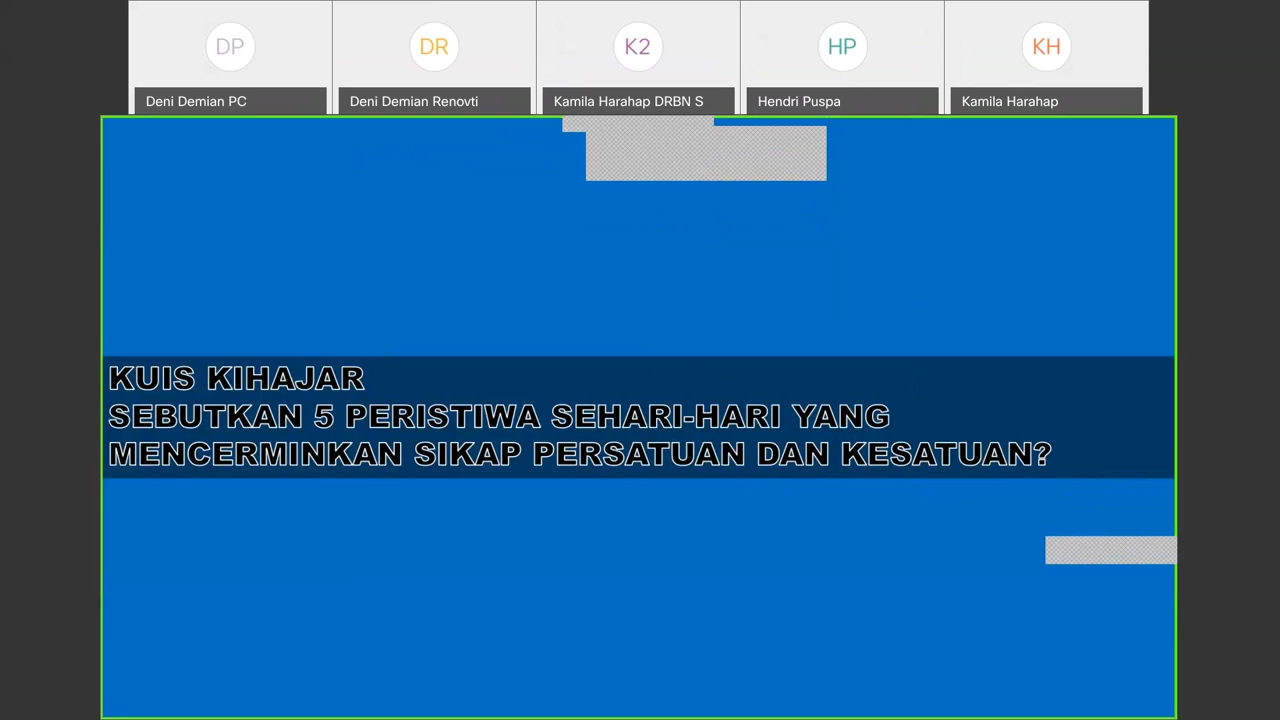 DP
DR
K2
HP
KH
Deni Demian PC
Deni Demian Renovti
Kamila Harahap DRBN S
Hendri Puspa
Kamila Harahap
KUIS KIHAJAR
SEBUTKAN 5 PERISTIWA SEHARI-HARI YANG
MENCERMINKAN SIKAP PERSATUAN DAN KESATUAN?